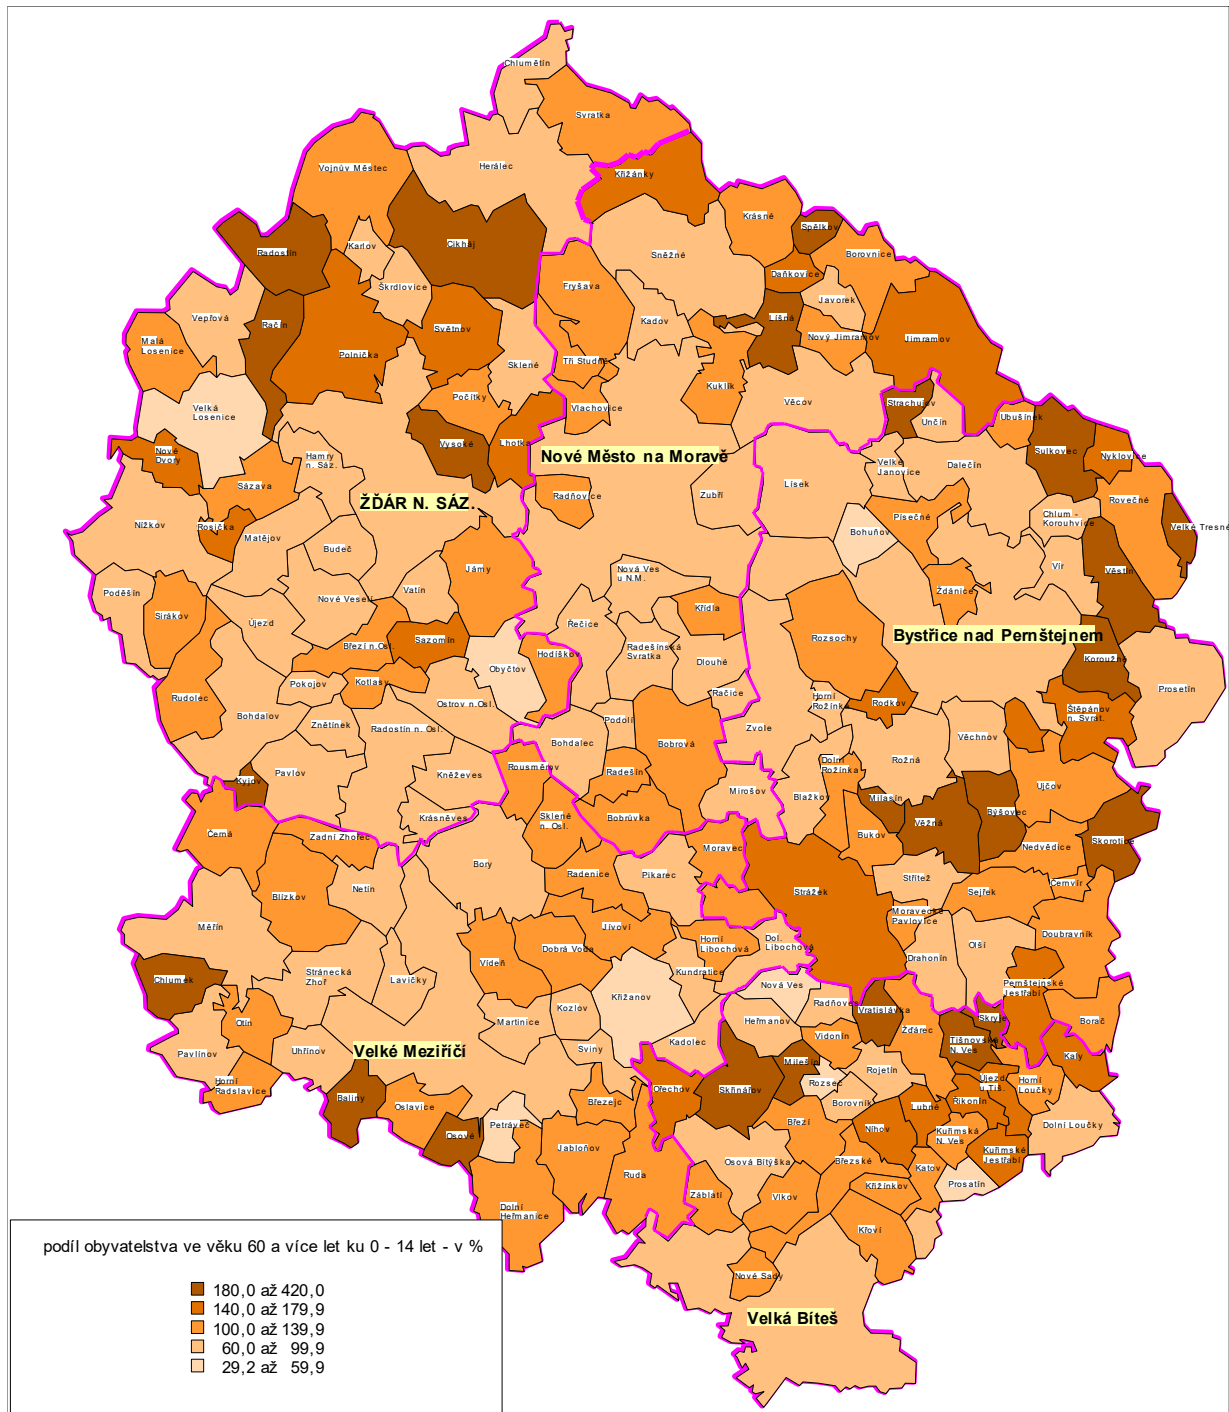 Chlumětín
Svratka
Vojnův Městec
Herálec
Křižánky
Krásné
Spělkov
Radostín
Karlov
Cikháj
Sněžné
Borovnice
Daňkovice
Škrdlovice
Fryšava
Javorek
Vepřová
Račín
Světnov
Kadov
Líšná
Malá
Losenice
Polnička
Sklené
Tři Studně
Nový Jimramov
Jimramov
Velká
Losenice
Počítky
Vlachovice
Kuklík
Věcov
Strachujov
Unčín
Ubušínek
Nové
Dvory
Hamry
n. Sáz.
Vysoké
Lhotka
Nové Město na Moravě
Velké
Janovice
Dalečín
Sulkovec
Nyklovice
Sázava
ŽĎÁR N. SÁZ.
Radňovice
Zubří
Lísek
Rovečné
Nížkov
Rosička
Matějov
Písečné
Chlum -
Korouhvice
Velké Tresné
Budeč
Bohuňov
Jámy
Nová Ves
u N.M.
Vír
Věstín
Poděšín
Vatín
Ždánice
Sirákov
Nové Veselí
Újezd
Řečice
Křídla
Březí n.Osl.
Sazomín
Rozsochy
Bystřice nad Pernštejnem
Obyčtov
Hodíškov
Radešínská
Svratka
Dlouhé
Koroužné
Rudolec
Pokojov
Kotlasy
Račice
Horní
Rožínka
Rodkov
Prosetín
Bohdalov
Ostrov n.Osl.
Štěpánov
n. Svrat.
Znětínek
Radostín n. Osl.
Podolí
Zvole
Bohdalec
Bobrová
Věchnov
Rožná
Kyjov
Pavlov
Kněževes
Rousměrov
Radešín
Dolní
Rožínka
Mirošov
Ujčov
Krásněves
Blažkov
Milasín
Býšovec
Sklené
n. Osl.
Bobrůvka
Věžná
Černá
Zadní Zhořec
Bukov
Skorotice
Nedvědice
Moravec
Bory
Radenice
Pikárec
Střítež
Černvír
Netín
Blízkov
Strážek
Sejřek
Měřín
Moravecké
Pavlovice
Jívoví
Doubravník
Dobrá Voda
Horní
Libochová
Dol.
Libochová
Olší
Vídeň
Drahonín
Chlumek
Stránecká
Zhoř
Lavičky
Kundratice
Nová Ves
Pernštejnské
Jestřabí
Křižanov
Radňoves
Kozlov
Vratislávka
Skryje
Otín
Martinice
Heřmanov
Borač
Vidonín
Žďárec
Tišnovská
N. Ves
Pavlínov
Uhřínov
Velké Meziříčí
Sviny
Kadolec
Kaly
Milešín
Rojetín
Horní
Radslavice
Ořechov
Skřinářov
Rozseč
Újezd
u Tiš.
Horní
Loučky
Baliny
Oslavice
Březejc
Borovník
Lubné
Řikonín
Petráveč
Březí
Níhov
Dolní Loučky
Kuřimská
N. Ves
Osové
Jabloňov
Osová Bítýška
Březské
Kuřimské
Jestřabí
Ruda
Katov
Záblatí
Vlkov
Křižínkov
Prosatín
Dolní
Heřmanice
Křoví
Nové Sady
Velká Bíteš
podíl obyvatelstva ve věku 60 a více let ku 0 - 14 let - v %
180,0 až 420,0
140,0 až 179,9
100,0 až 139,9
60,0 až 99,9
29,2 až 59,9